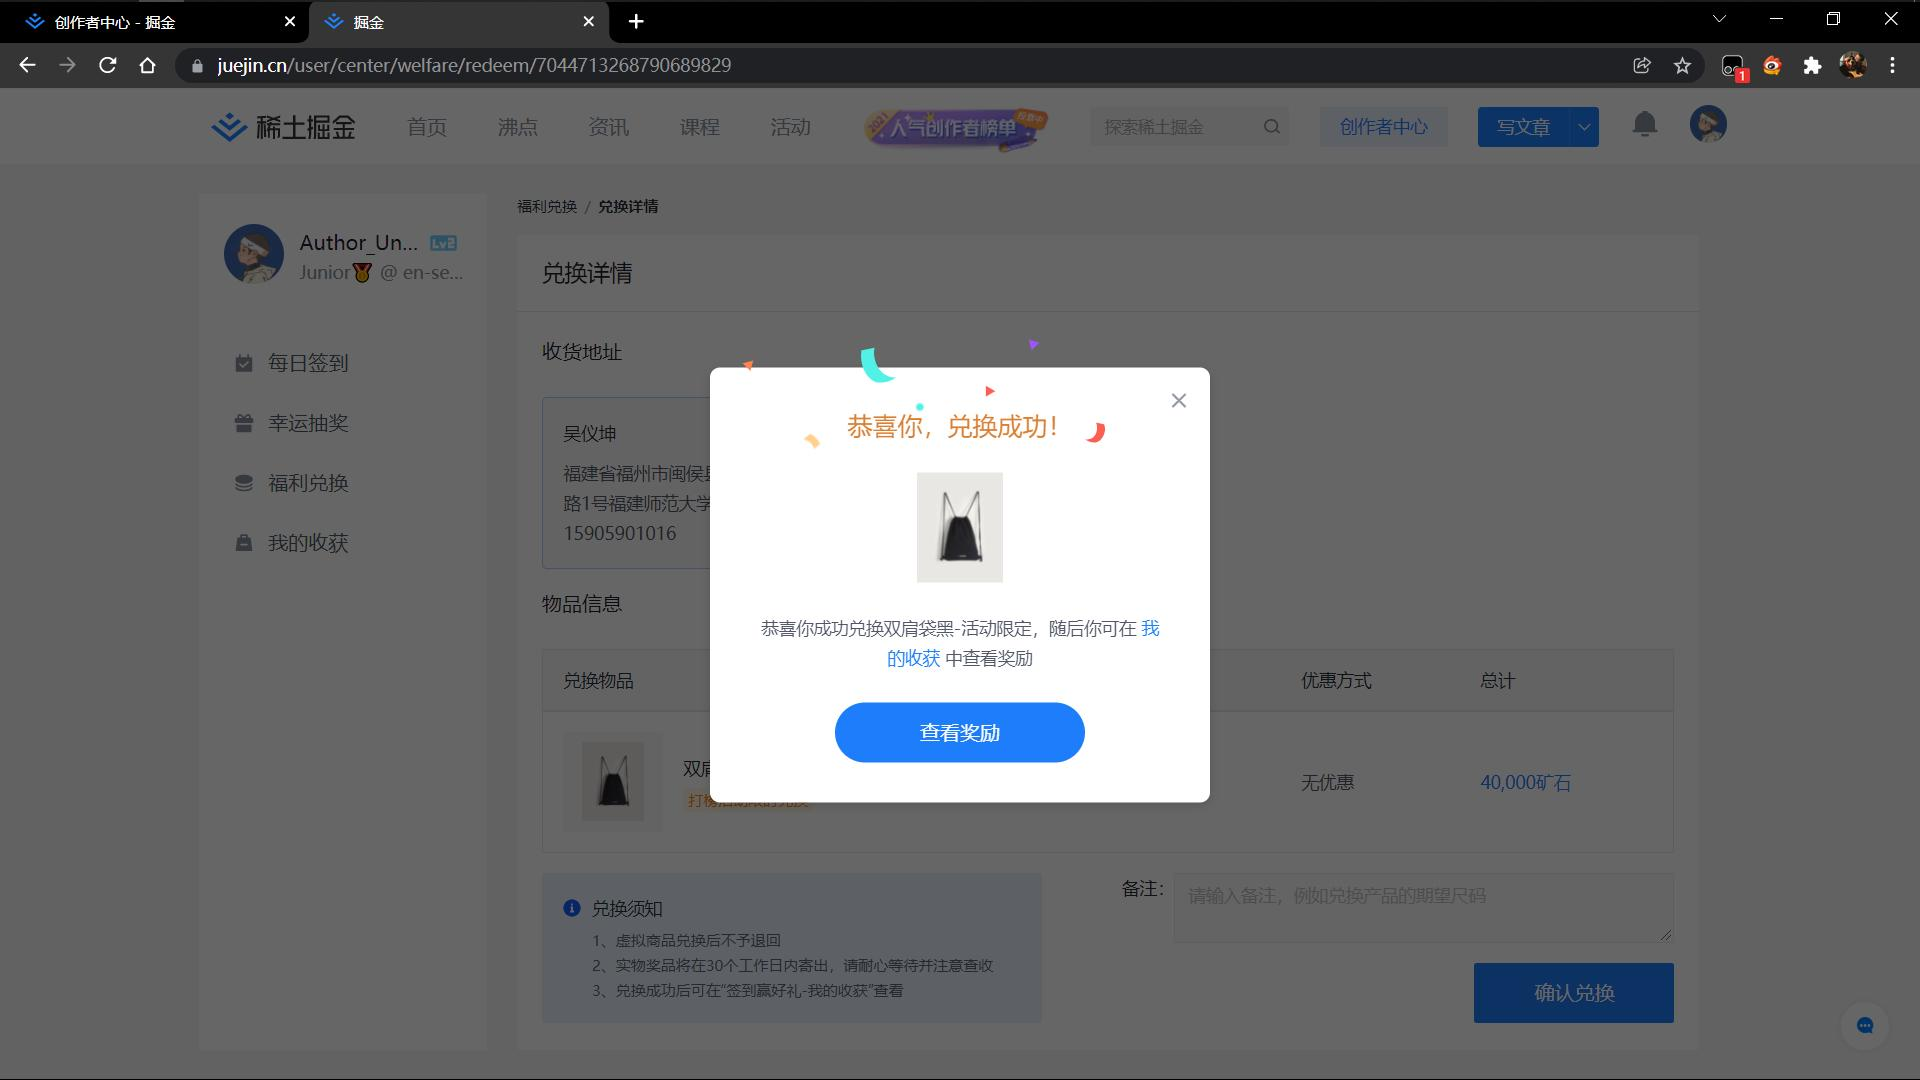 创作者中心 - 掘金
掘金
juejin.cn/user/center/welfare/redeem/7044713268790689829
1
稀土掘金
首页
沸点
资讯
课程
活动
2021
人气创作者榜单
投票中
探索稀土掘金
创作者中心
写文章
Author_Un...
Lv2
Junior🏅 @ en-se...
每日签到
幸运抽奖
福利兑换
我的收获
福利兑换 / 兑换详情
兑换详情
收货地址
吴仪坤
福建省福州市闽侯县
路1号福建师范大学
15905901016
物品信息
兑换物品
优惠方式
总计
双肩
打榜活动限时兑换
无优惠
40,000矿石
恭喜你，兑换成功！
恭喜你成功兑换双肩袋黑-活动限定，随后你可在 我
的收获 中查看奖励
查看奖励
兑换须知
1、虚拟商品兑换后不予退回
2、实物奖品将在30个工作日内寄出，请耐心等待并注意查收
3、兑换成功后可在“签到赢好礼-我的收获”查看
备注：
请输入备注，例如兑换产品的期望尺码
确认兑换